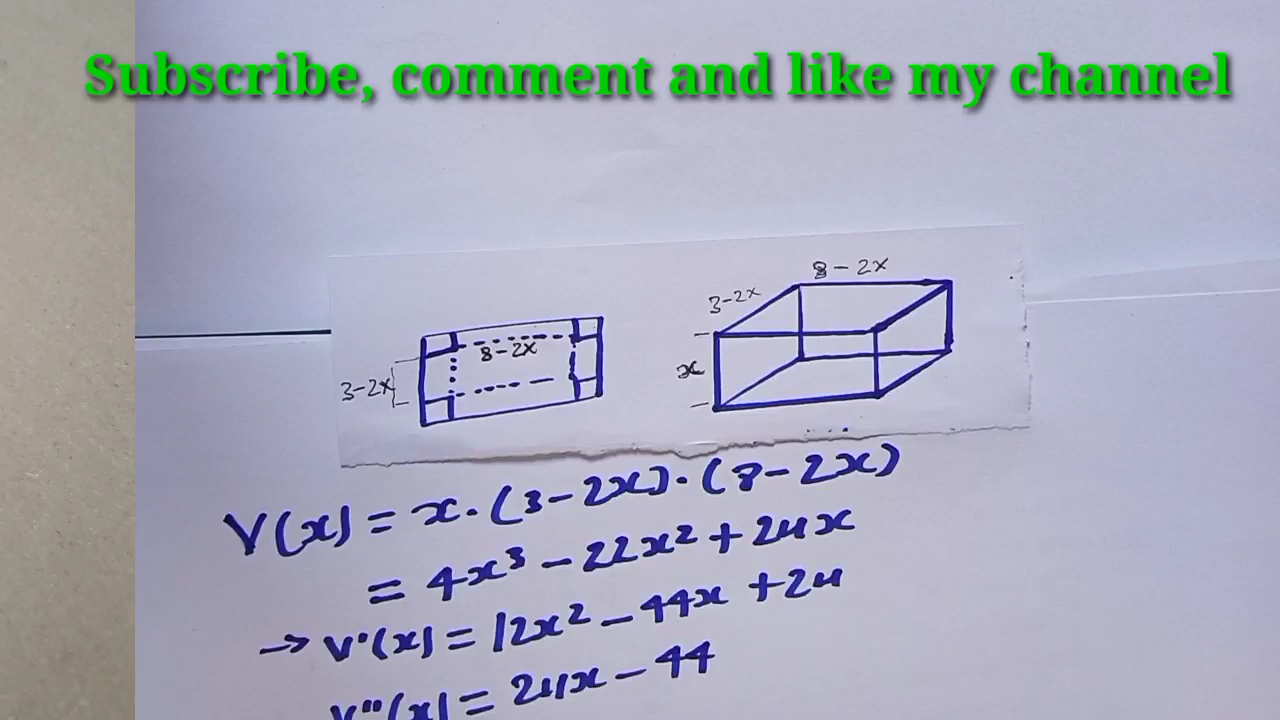 Subscribe, comment and like my channel
8-2x
3-2x
8-2x
3-2x
x
V(x) = x.(3-2x).(8-2x)
= 4x³ - 22x² + 24x
→ V'(x) = 12x² - 44x + 24
V"(x) = 24x - 44